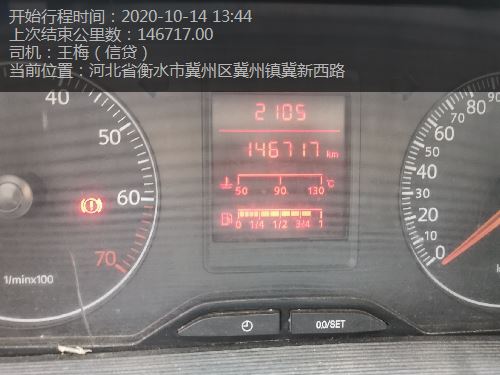 开始行程时间：2020-10-14 13:44
上次结束公里数：146717.00
司机：王梅（信贷）
当前位置：河北省衡水市冀州区冀州镇冀新西路
2105
146717 km
50 90 130 °C
0 1/4 1/2 3/4 1
40
50
60
70
1/minx100
90
80
70
60
50
40
30
20
10
0
0.0/SET